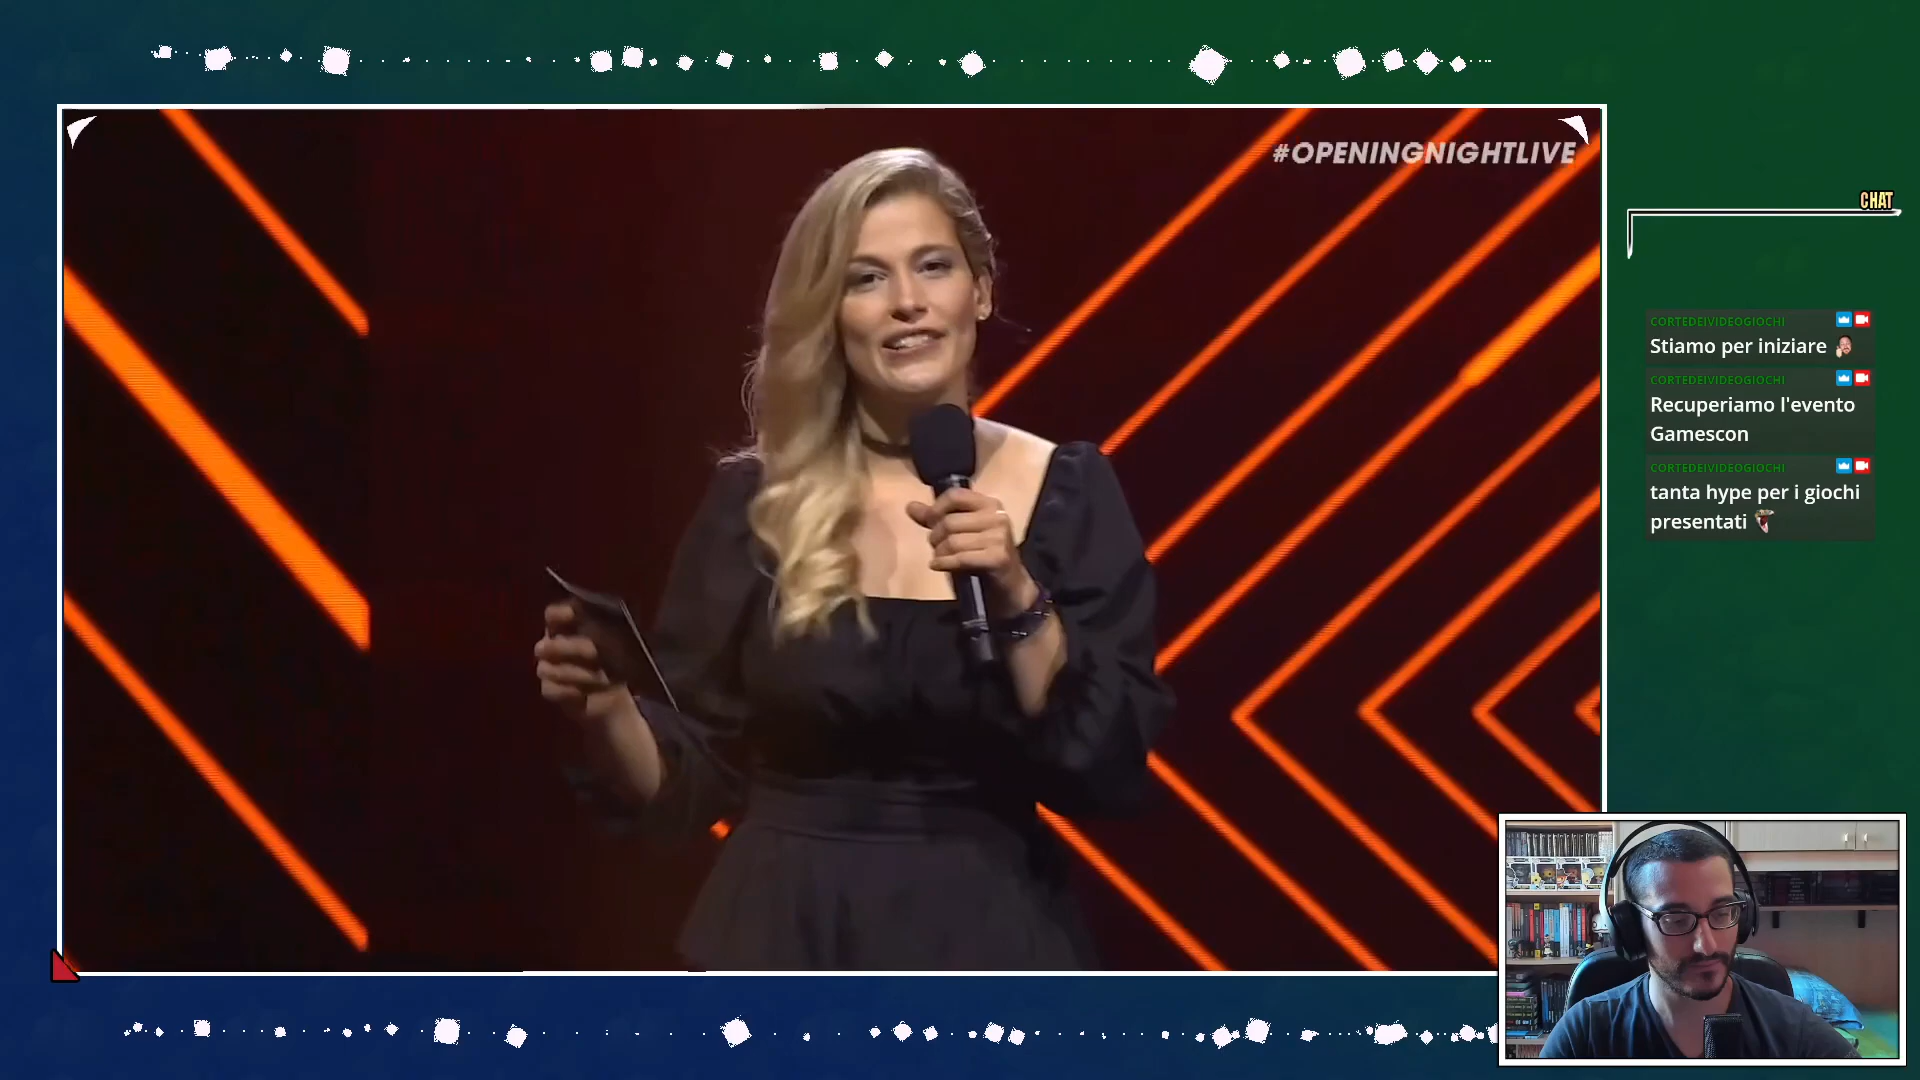 #OPENINGNIGHTLIVE
CHAT
CORTEDEIVIDEOGIOCHI
Stiamo per iniziare
CORTEDEIVIDEOGIOCHI
Recuperiamo l'evento
Gamescon
CORTEDEIVIDEOGIOCHI
tanta hype per i giochi
presentati